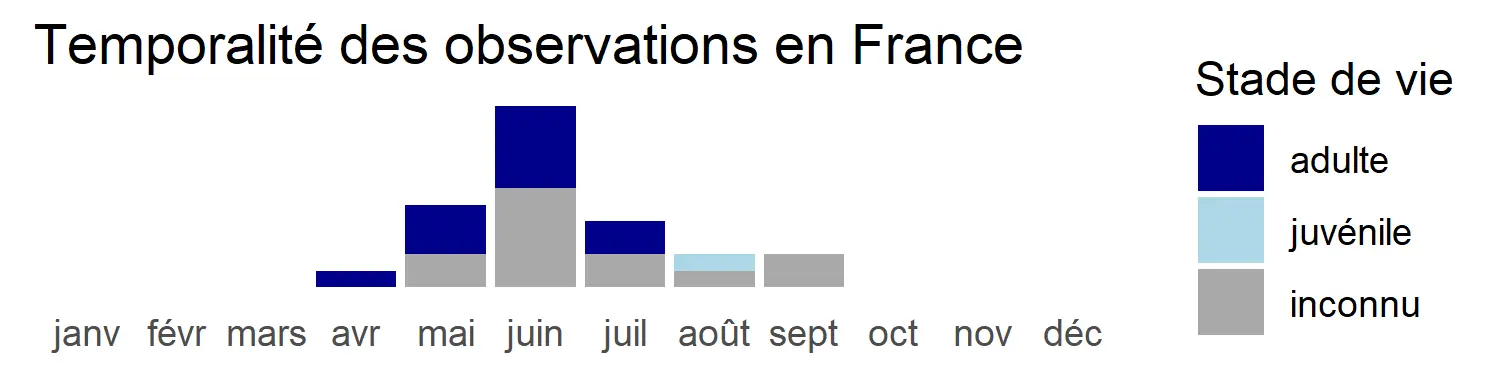 Temporalité des observations en France
janv févr mars avr mai juin juil août sept oct nov déc
Stade de vie
adulte
juvénile
inconnu